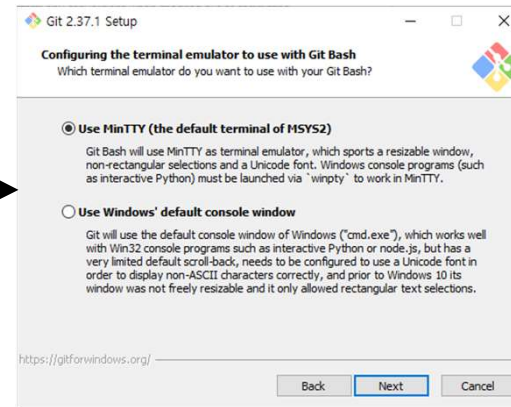 Git 2.37.1 Setup
Configuring the terminal emulator to use with Git Bash
Which terminal emulator do you want to use with your Git Bash?
Use MinTTY (the default terminal of MSYS2)
Git Bash will use MinTTY as terminal emulator, which sports a resizable window,
non-rectangular selections and a Unicode font. Windows console programs (such
as interactive Python) must be launched via `winpty` to work in MinTTY.
Use Windows' default console window
Git will use the default console window of Windows ("cmd.exe"), which works well
with Win32 console programs such as interactive Python or node.js, but has a
very limited default scroll-back, needs to be configured to use a Unicode font in
order to display non-ASCII characters correctly, and prior to Windows 10 its
window was not freely resizable and it only allowed rectangular text selections.
https://gitforwindows.org/
Back Next Cancel